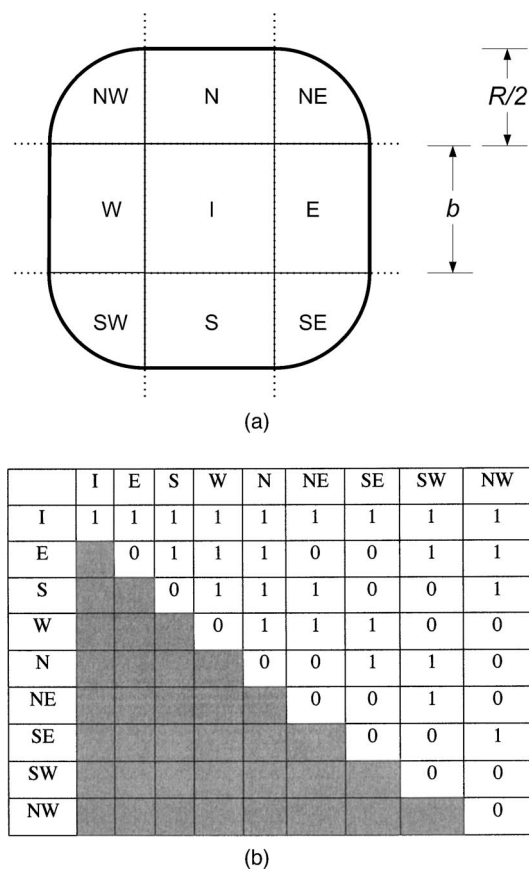 NW N NE
R/2
W I E
b
SW S SE
(a)
I E S W N NE SE SW NW
I 1 1 1 1 1 1 1 1 1
E 0 1 1 1 0 0 1 1
S 0 1 1 1 0 0 1
W 0 1 1 1 0 0
N 0 0 1 1 0
NE 0 0 1 0
SE 0 0 1
SW 0 0
NW 0
(b)